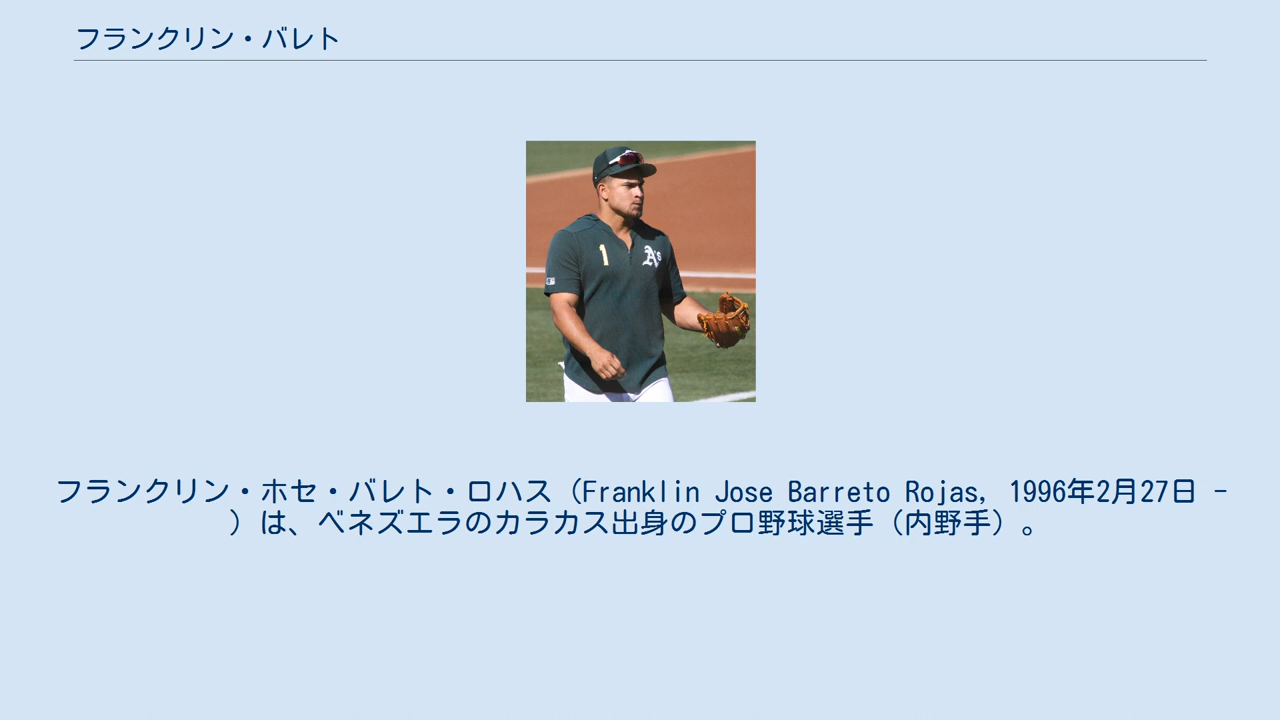 フランクリン・バレト
1
A's
フランクリン・ホセ・バレト・ロハス（Franklin Jose Barreto Rojas, 1996年2月27日 -
）は、ベネズエラのカラカス出身のプロ野球選手（内野手）。